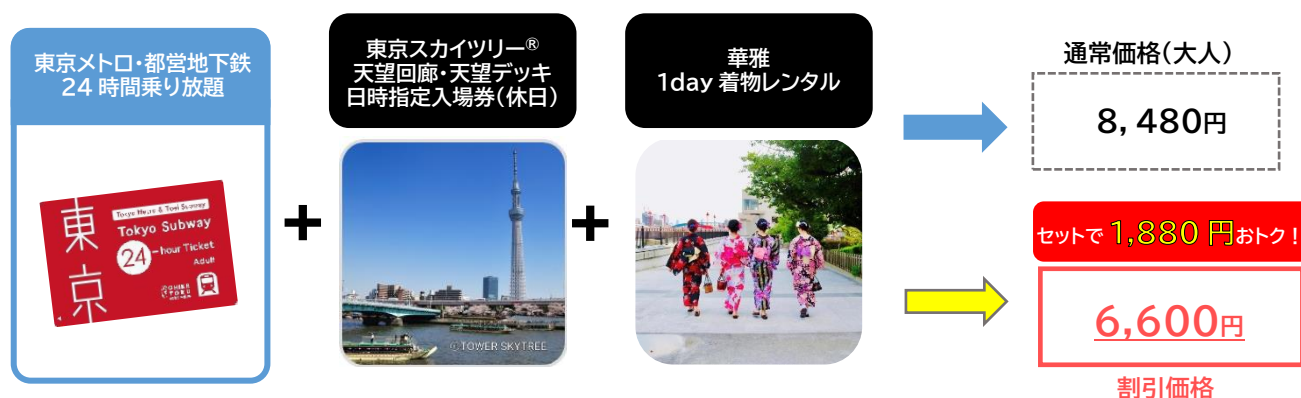 東京メトロ・都営地下鉄
24 時間乗り放題
東京
Tokyo Metro & Toei Subway
Tokyo Subway
24-hour Ticket
Adult
+
東京スカイツリー®
天望回廊・天望デッキ
日時指定入場券(休日)
©TOWER SKYTREE
+
華雅
1day 着物レンタル
通常価格(大人)
8,480円
セットで 1,880 円おトク!
6,600円
割引価格